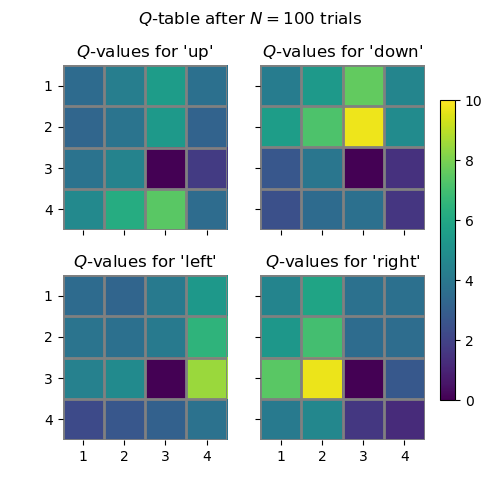 Q-table after N = 100 trials
Q-values for 'up'
Q-values for 'down'
1
2
3
4
10
8
6
4
2
0
Q-values for 'left'
Q-values for 'right'
1
2
3
4
1 2 3 4
1 2 3 4